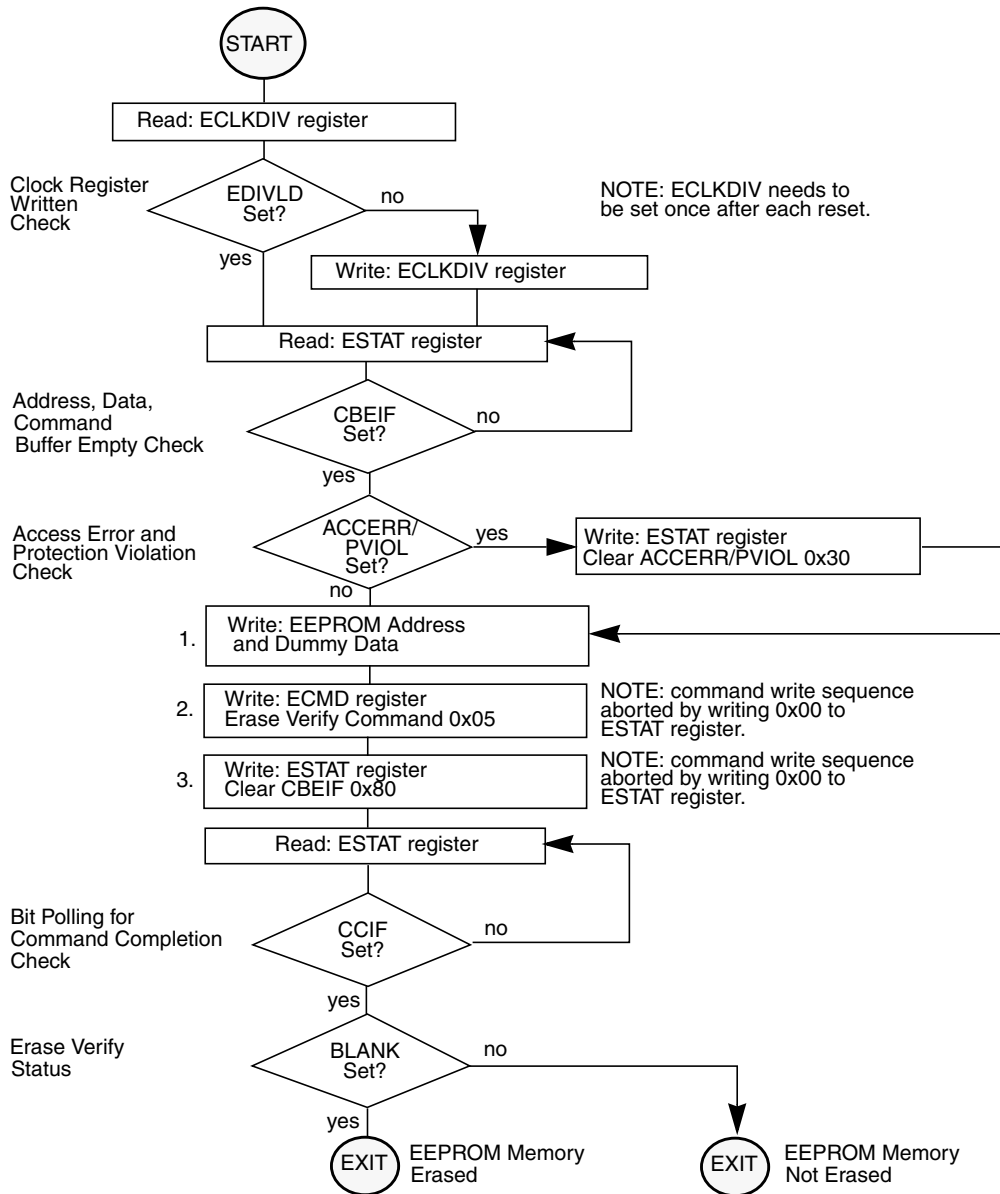 START
Read: ECLKDIV register
Clock Register
Written
Check
EDIVLD
Set?
no
yes
NOTE: ECLKDIV needs to
be set once after each reset.
Write: ECLKDIV register
Read: ESTAT register
Address, Data,
Command
Buffer Empty Check
CBEIF
Set?
no
yes
Access Error and
Protection Violation
Check
ACCERR/
PVIOL
Set?
yes
no
Write: ESTAT register
Clear ACCERR/PVIOL 0x30
1.
Write: EEPROM Address
and Dummy Data
2.
Write: ECMD register
Erase Verify Command 0x05
NOTE: command write sequence
aborted by writing 0x00 to
ESTAT register.
3.
Write: ESTAT register
Clear CBEIF 0x80
NOTE: command write sequence
aborted by writing 0x00 to
ESTAT register.
Read: ESTAT register
Bit Polling for
Command Completion
Check
CCIF
Set?
no
yes
Erase Verify
Status
BLANK
Set?
no
yes
EXIT
EEPROM Memory
Erased
EXIT
EEPROM Memory
Not Erased